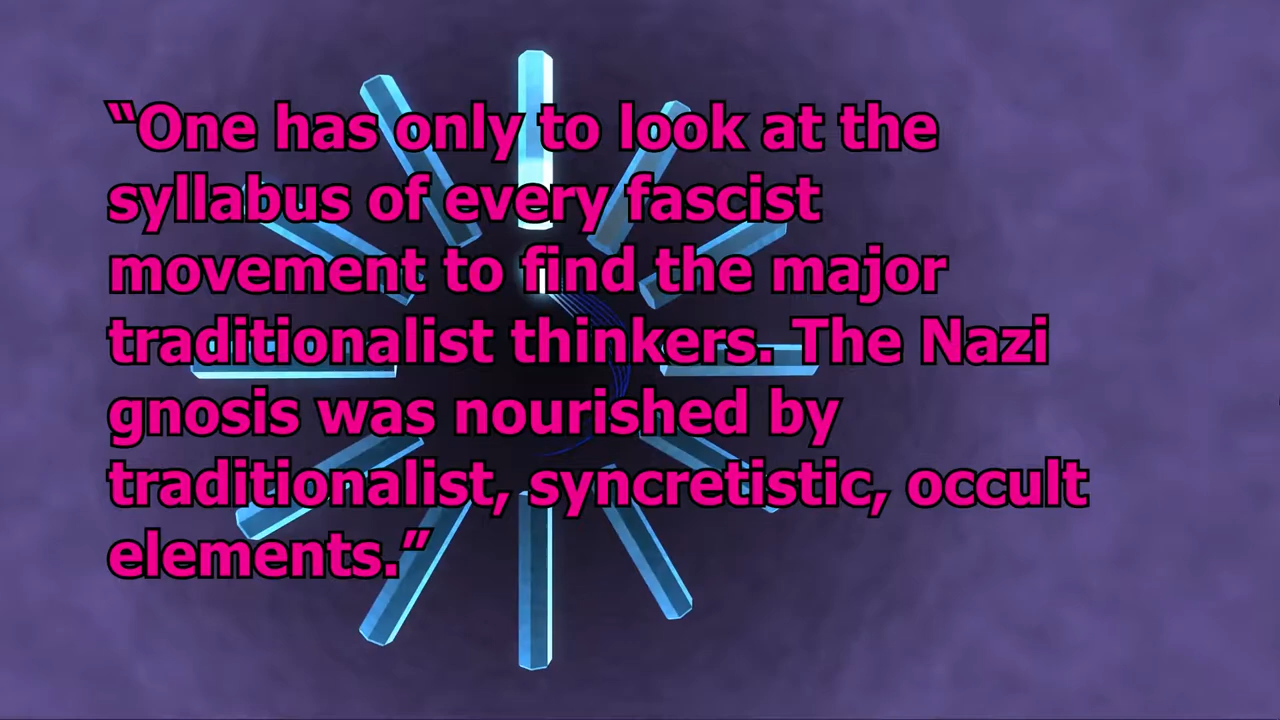 “One has only to look at the
syllabus of every fascist
movement to find the major
traditionalist thinkers. The Nazi
gnosis was nourished by
traditionalist, syncretistic, occult
elements.”